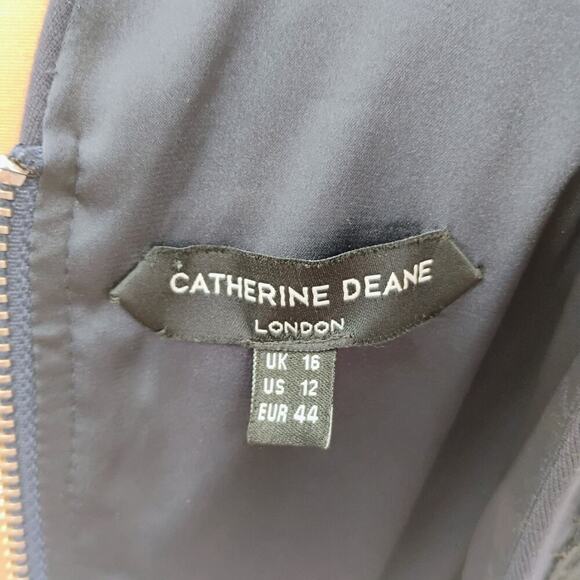 CATHERINE DEANE
LONDON
UK 16
US 12
EUR 44